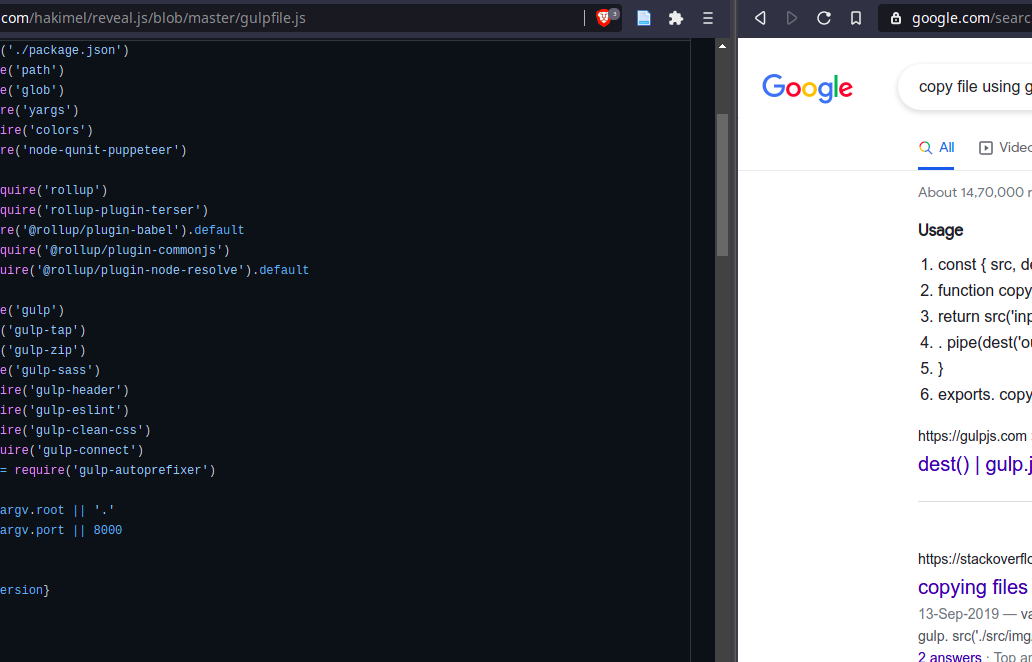 com/hakimel/reveal.js/blob/master/gulpfile.js
3
('./package.json')
e('path')
e('glob')
re('yargs')
ire('colors')
re('node-qunit-puppeteer')
quire('rollup')
quire('rollup-plugin-terser')
re('@rollup/plugin-babel').default
quire('@rollup/plugin-commonjs')
uire('@rollup/plugin-node-resolve').default
e('gulp')
('gulp-tap')
('gulp-zip')
e('gulp-sass')
ire('gulp-header')
ire('gulp-eslint')
ire('gulp-clean-css')
uire('gulp-connect')
= require('gulp-autoprefixer')
argv.root || '.'
argv.port || 8000
ersion}
google.com/searc
Google
copy file using g
All
Videc
About 14,70,000 r
Usage
1. const { src, de
2. function copy
3. return src('inp
4. . pipe(dest('ou
5. }
6. exports. copy
https://gulpjs.com
dest() | gulp.j
https://stackoverflo
copying files
13-Sep-2019 — va
gulp. src('./src/img
2 answers · Top an